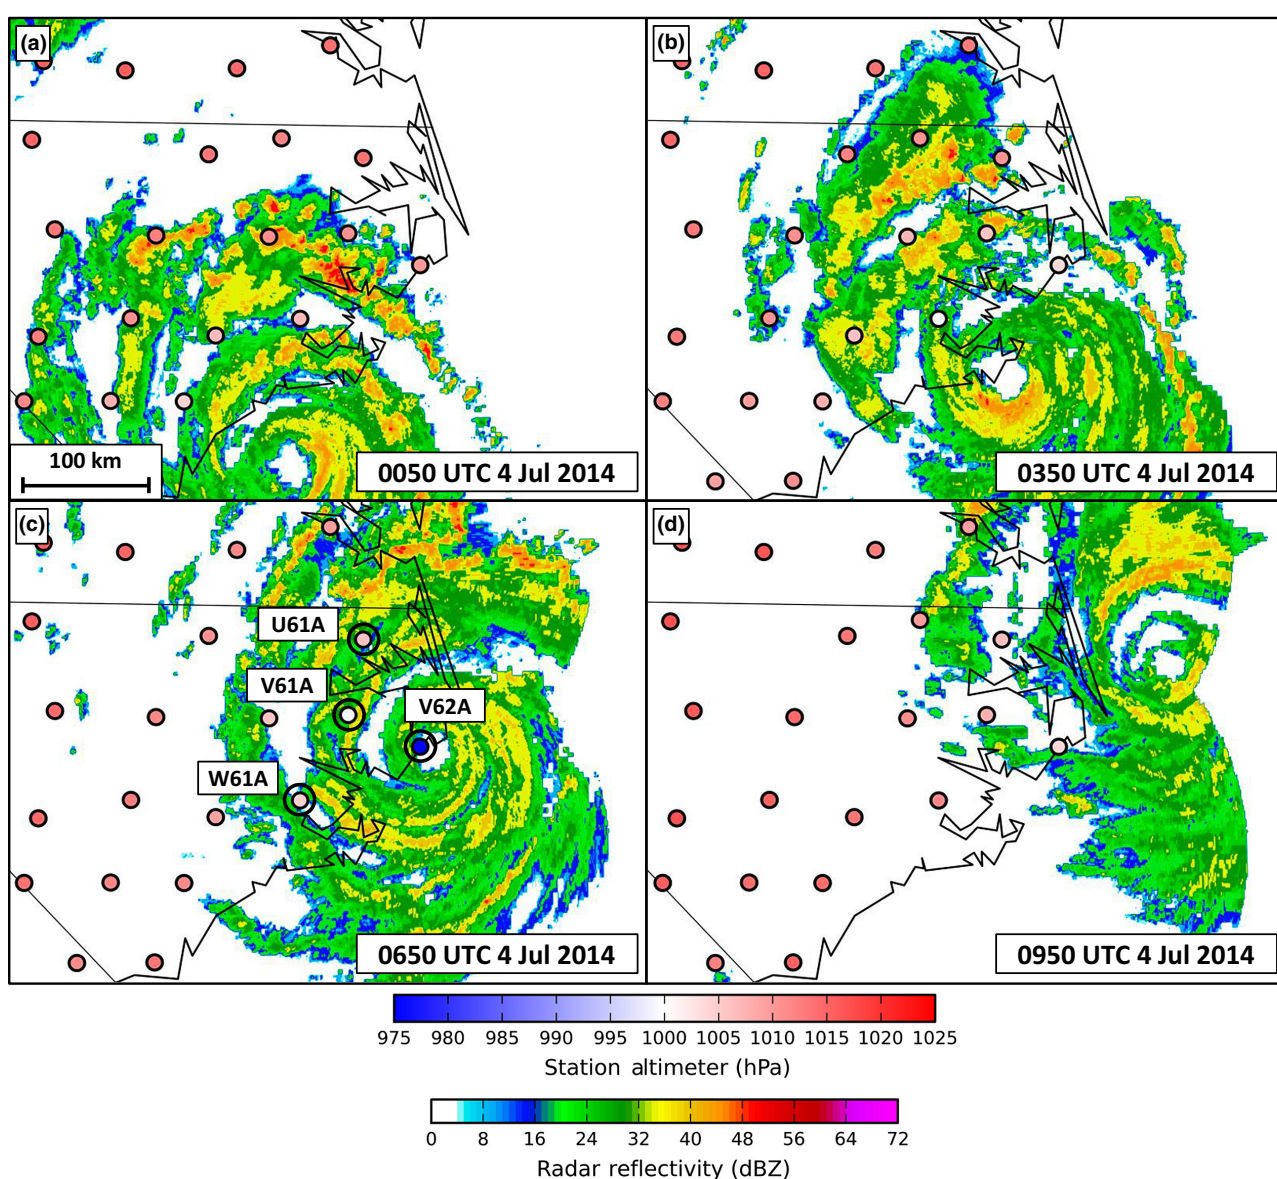 (a)
(b)
100 km
0050 UTC 4 Jul 2014
0350 UTC 4 Jul 2014
(c)
(d)
U61A
V61A
V62A
W61A
0650 UTC 4 Jul 2014
0950 UTC 4 Jul 2014
975 980 985 990 995 1000 1005 1010 1015 1020 1025
Station altimeter (hPa)
0 8 16 24 32 40 48 56 64 72
Radar reflectivity (dBZ)